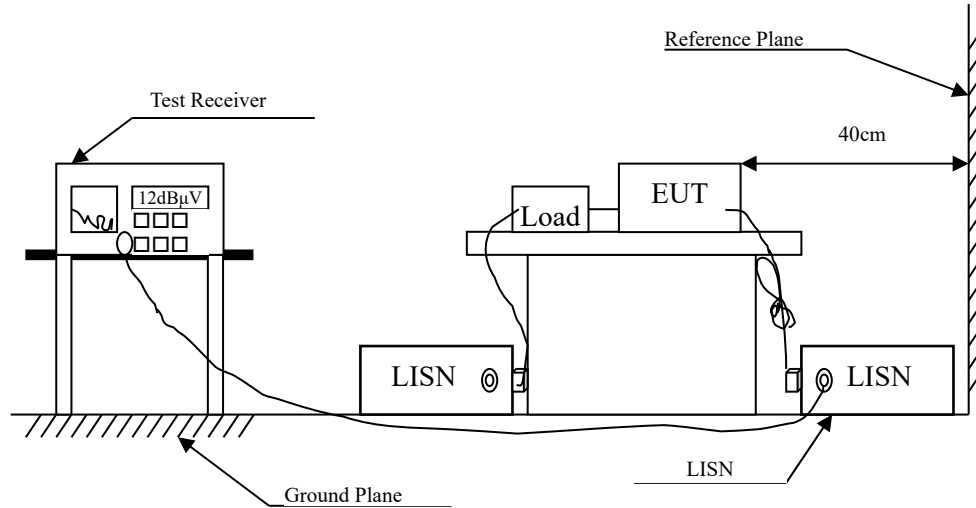 Reference Plane
Test Receiver
40cm
12dBµV
EUT
Load
LISN
LISN
LISN
Ground Plane